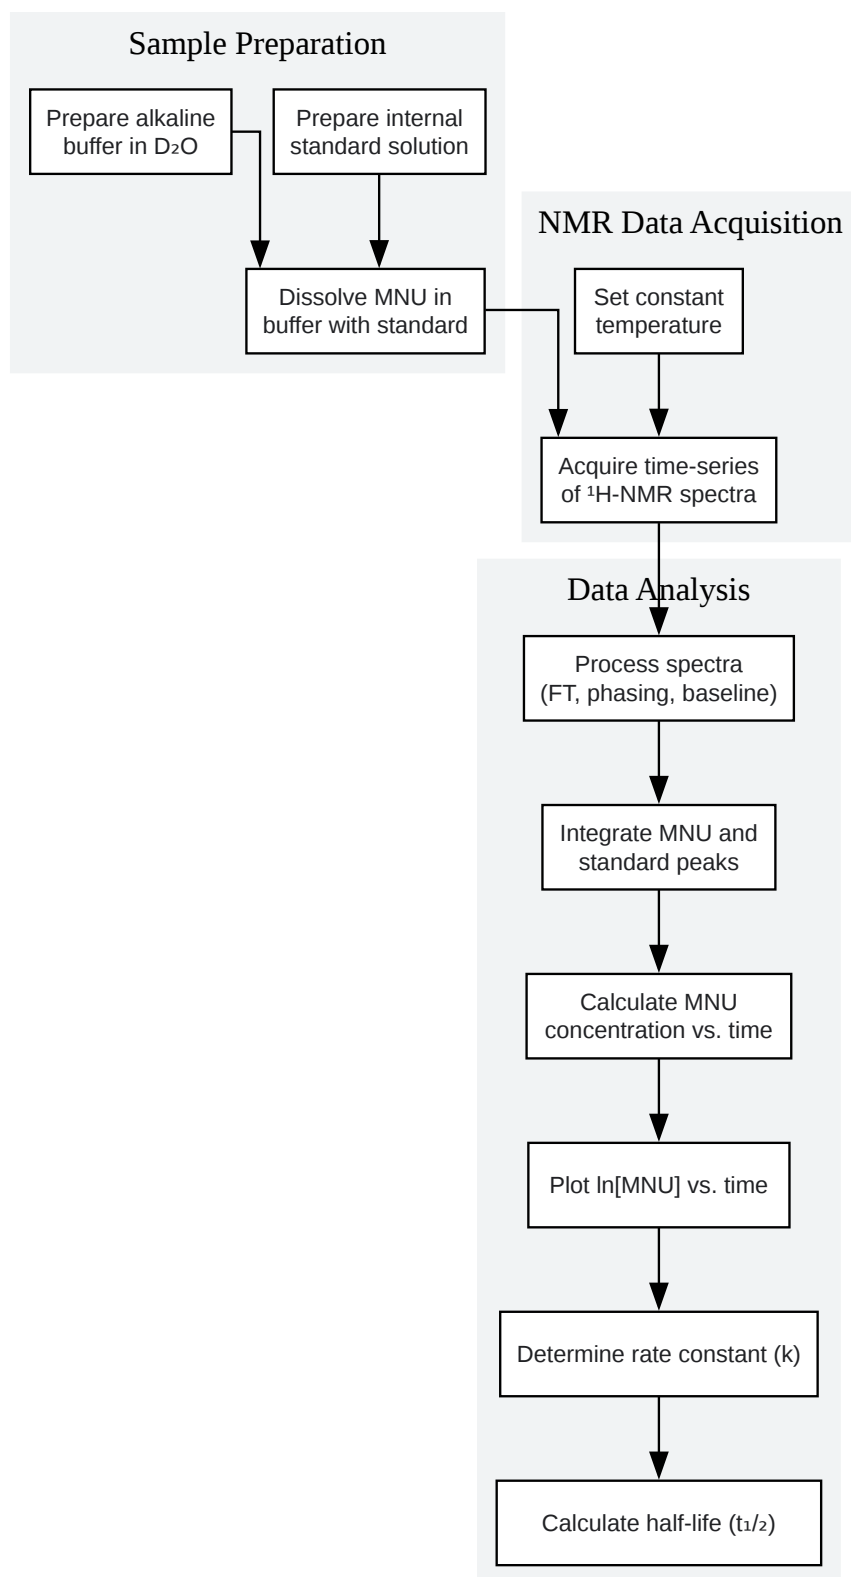 Sample Preparation
Prepare alkaline
buffer in D₂O
Prepare internal
standard solution
Dissolve MNU in
buffer with standard
NMR Data Acquisition
Set constant
temperature
Acquire time-series
of ¹H-NMR spectra
Data Analysis
Process spectra
(FT, phasing, baseline)
Integrate MNU and
standard peaks
Calculate MNU
concentration vs. time
Plot ln[MNU] vs. time
Determine rate constant (k)
Calculate half-life (t₁/₂)